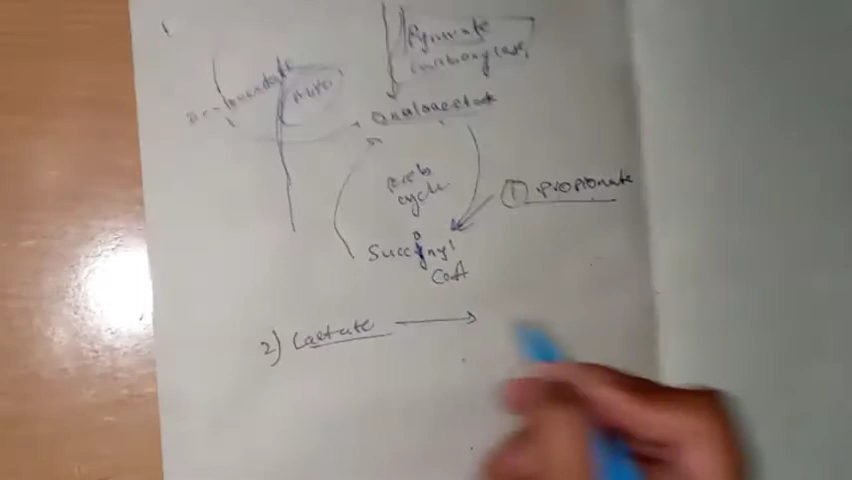 Pyruvate
carboxylase,
Oxaloacetate
Kreb
cycle
① Propionate
Succinyl
CoA
2) Lactate